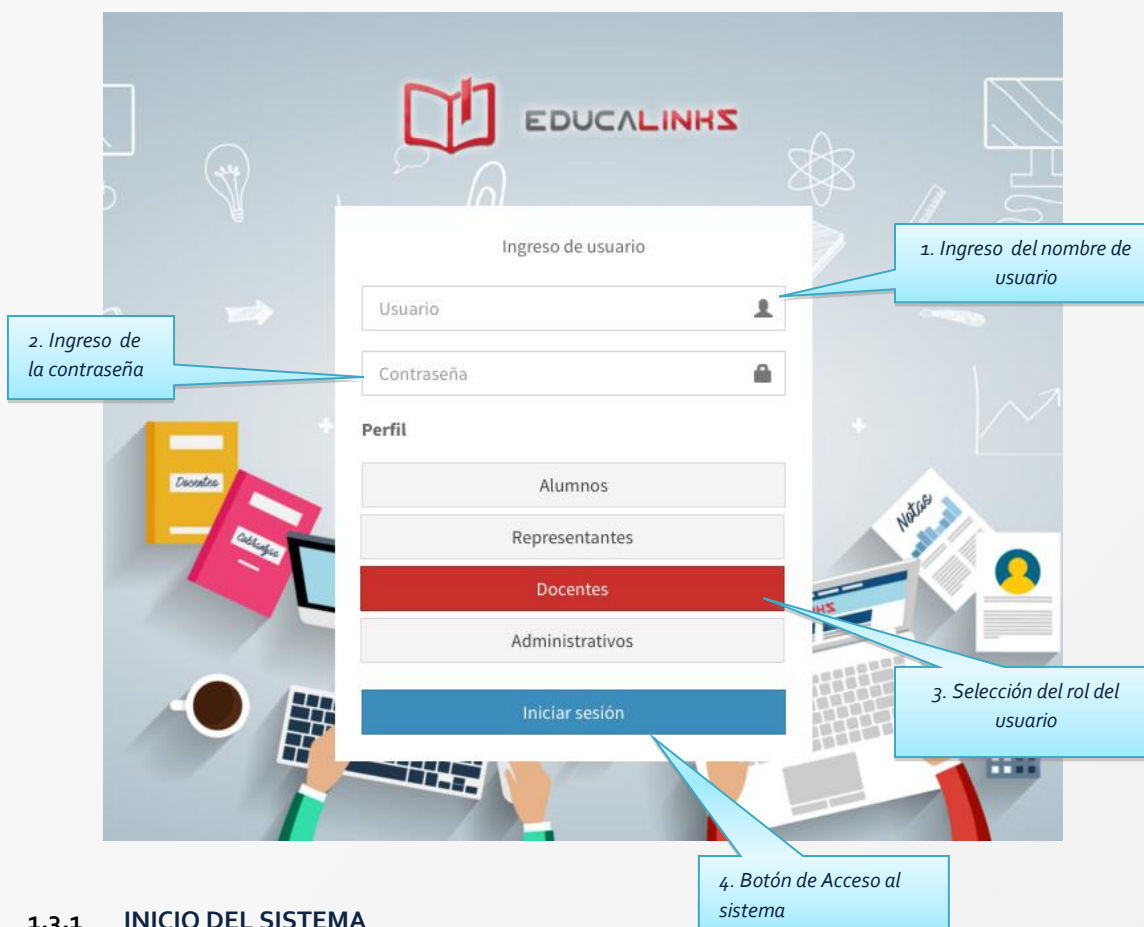 EDUCALINKS
Ingreso de usuario
1. Ingreso del nombre de
usuario
Usuario
2. Ingreso de
la contraseña
Contraseña
Perfil
Docentes
Cobranzas
Notas
Alumnos
Representantes
Docentes
Administrativos
3. Selección del rol del
usuario
Iniciar sesión
4. Botón de Acceso al
sistema
1.3.1 INICIO DEL SISTEMA